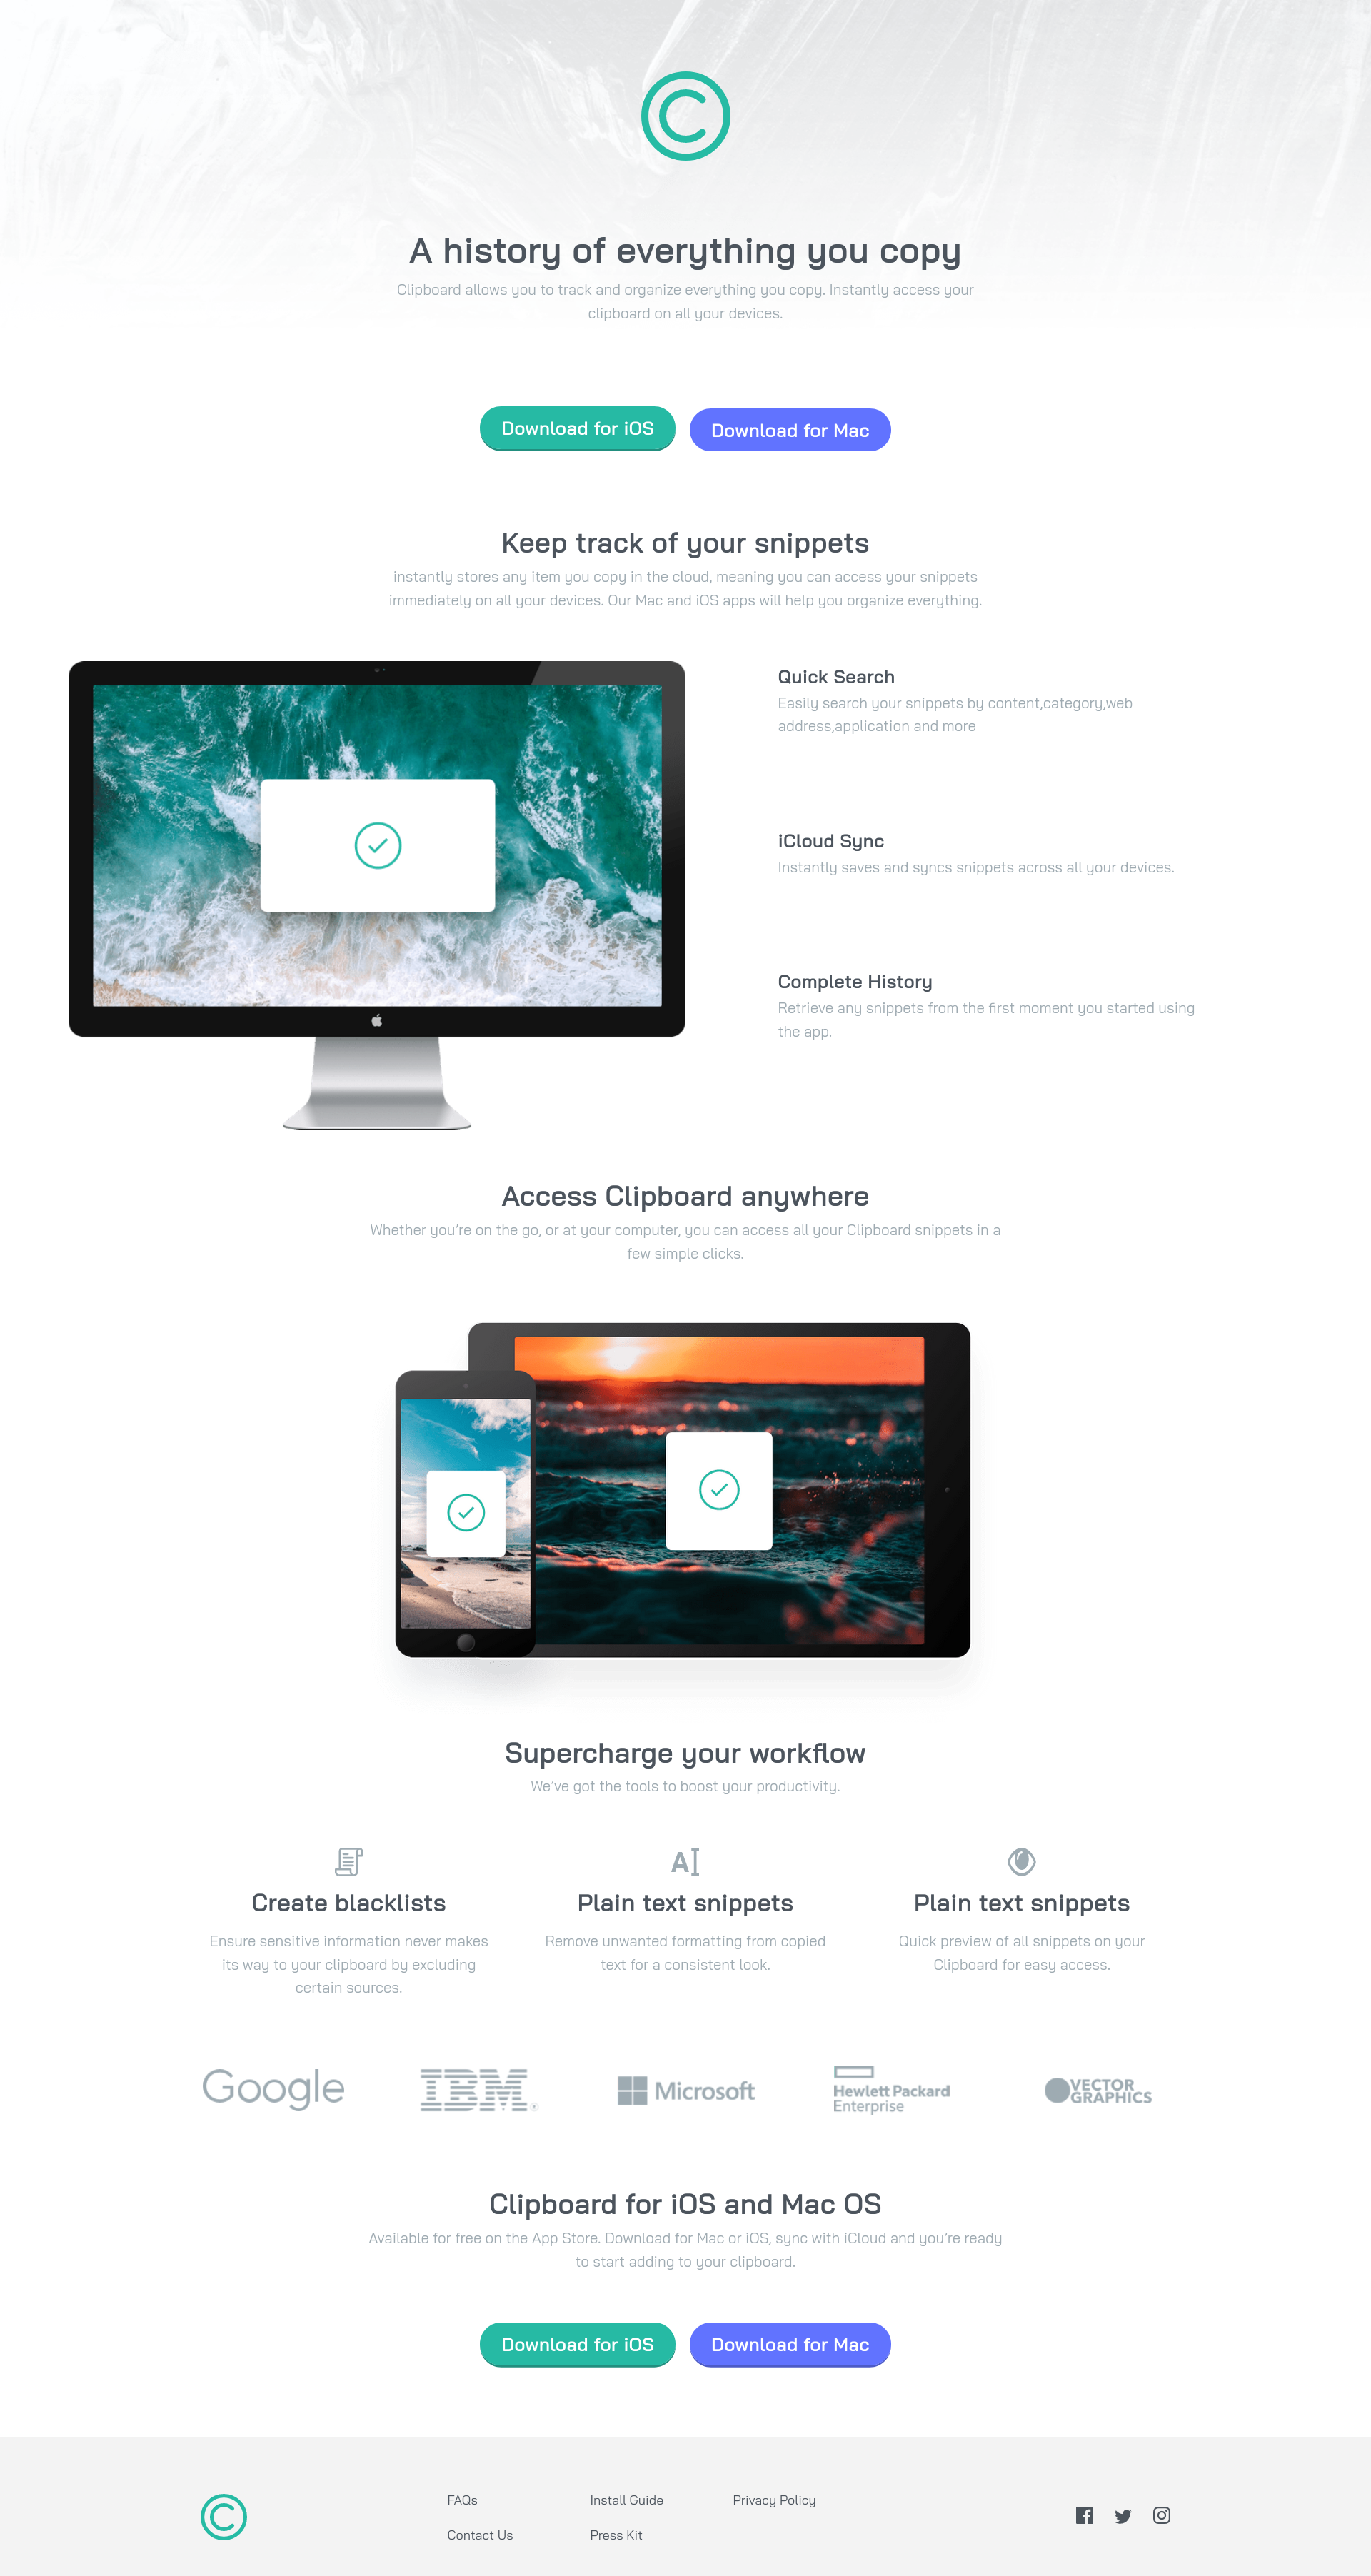 A history of everything you copy
Clipboard allows you to track and organize everything you copy. Instantly access your
clipboard on all your devices.
Download for iOS
Download for Mac
Keep track of your snippets
instantly stores any item you copy in the cloud, meaning you can access your snippets
immediately on all your devices. Our Mac and iOS apps will help you organize everything.
Quick Search
Easily search your snippets by content,category,web
address,application and more
iCloud Sync
Instantly saves and syncs snippets across all your devices.
Complete History
Retrieve any snippets from the first moment you started using
the app.
Access Clipboard anywhere
Whether you’re on the go, or at your computer, you can access all your Clipboard snippets in a
few simple clicks.
Supercharge your workflow
We’ve got the tools to boost your productivity.
Create blacklists
Ensure sensitive information never makes
its way to your clipboard by excluding
certain sources.
Plain text snippets
Remove unwanted formatting from copied
text for a consistent look.
Plain text snippets
Quick preview of all snippets on your
Clipboard for easy access.
Google
IBM
Microsoft
Hewlett Packard
Enterprise
VECTOR
GRAPHICS
Clipboard for iOS and Mac OS
Available for free on the App Store. Download for Mac or iOS, sync with iCloud and you’re ready
to start adding to your clipboard.
Download for iOS
Download for Mac
FAQs
Contact Us
Install Guide
Press Kit
Privacy Policy